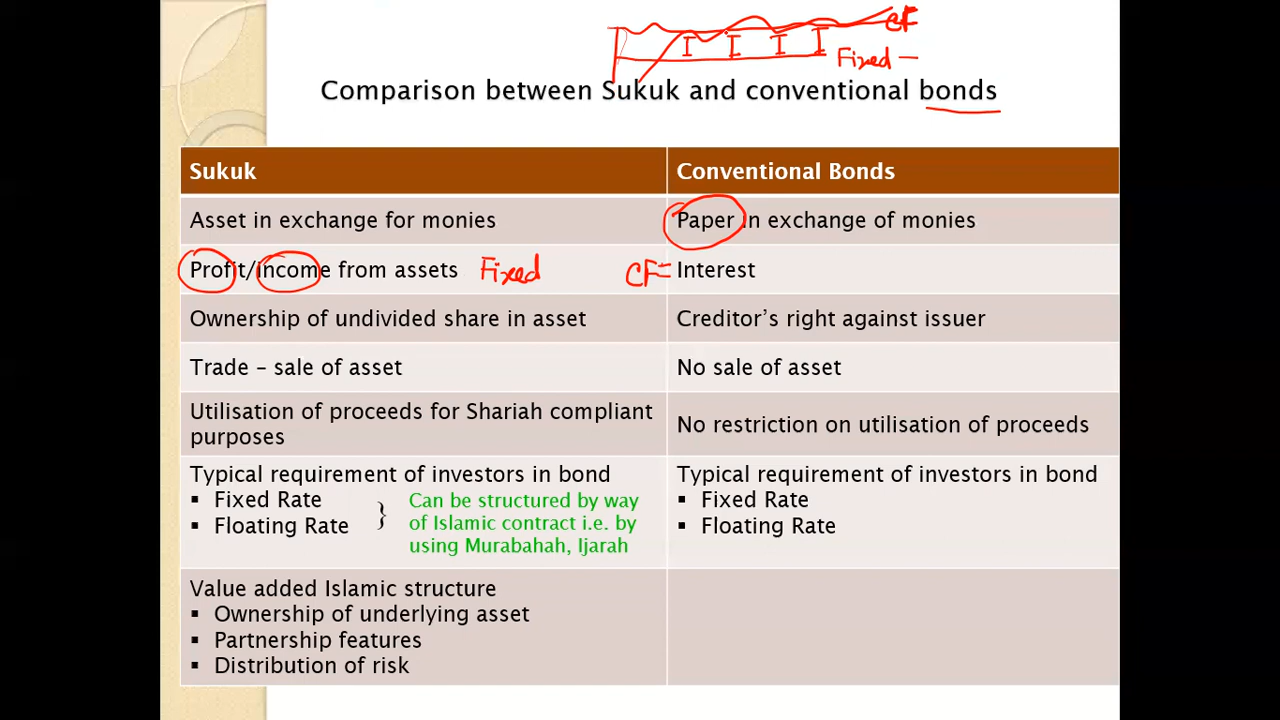 CF
I I I I
Fixed —
Comparison between Sukuk and conventional bonds
Sukuk
Conventional Bonds
Asset in exchange for monies
Paper in exchange of monies
Profit/income from assets Fixed
CF= Interest
Ownership of undivided share in asset
Creditor’s right against issuer
Trade – sale of asset
No sale of asset
Utilisation of proceeds for Shariah compliant
purposes
No restriction on utilisation of proceeds
Typical requirement of investors in bond
▪ Fixed Rate
▪ Floating Rate
}
Can be structured by way
of Islamic contract i.e. by
using Murabahah, Ijarah
Typical requirement of investors in bond
▪ Fixed Rate
▪ Floating Rate
Value added Islamic structure
▪ Ownership of underlying asset
▪ Partnership features
▪ Distribution of risk